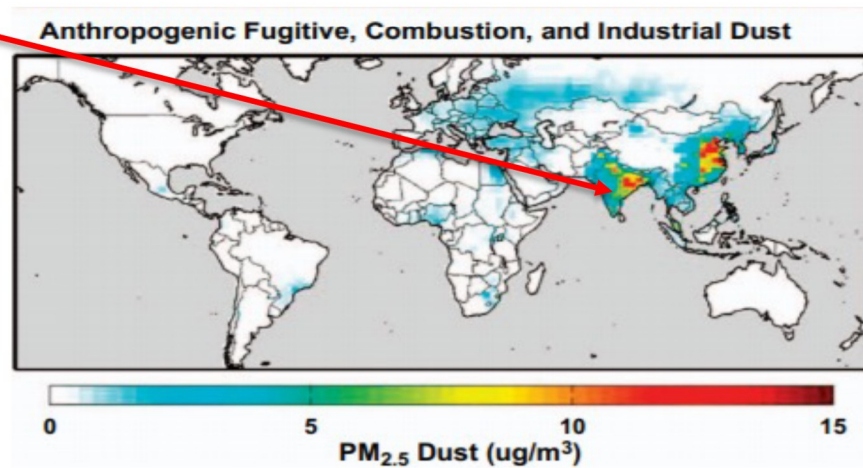 Anthropogenic Fugitive, Combustion, and Industrial Dust
0 5 10 15
PM₂.₅ Dust (ug/m³)